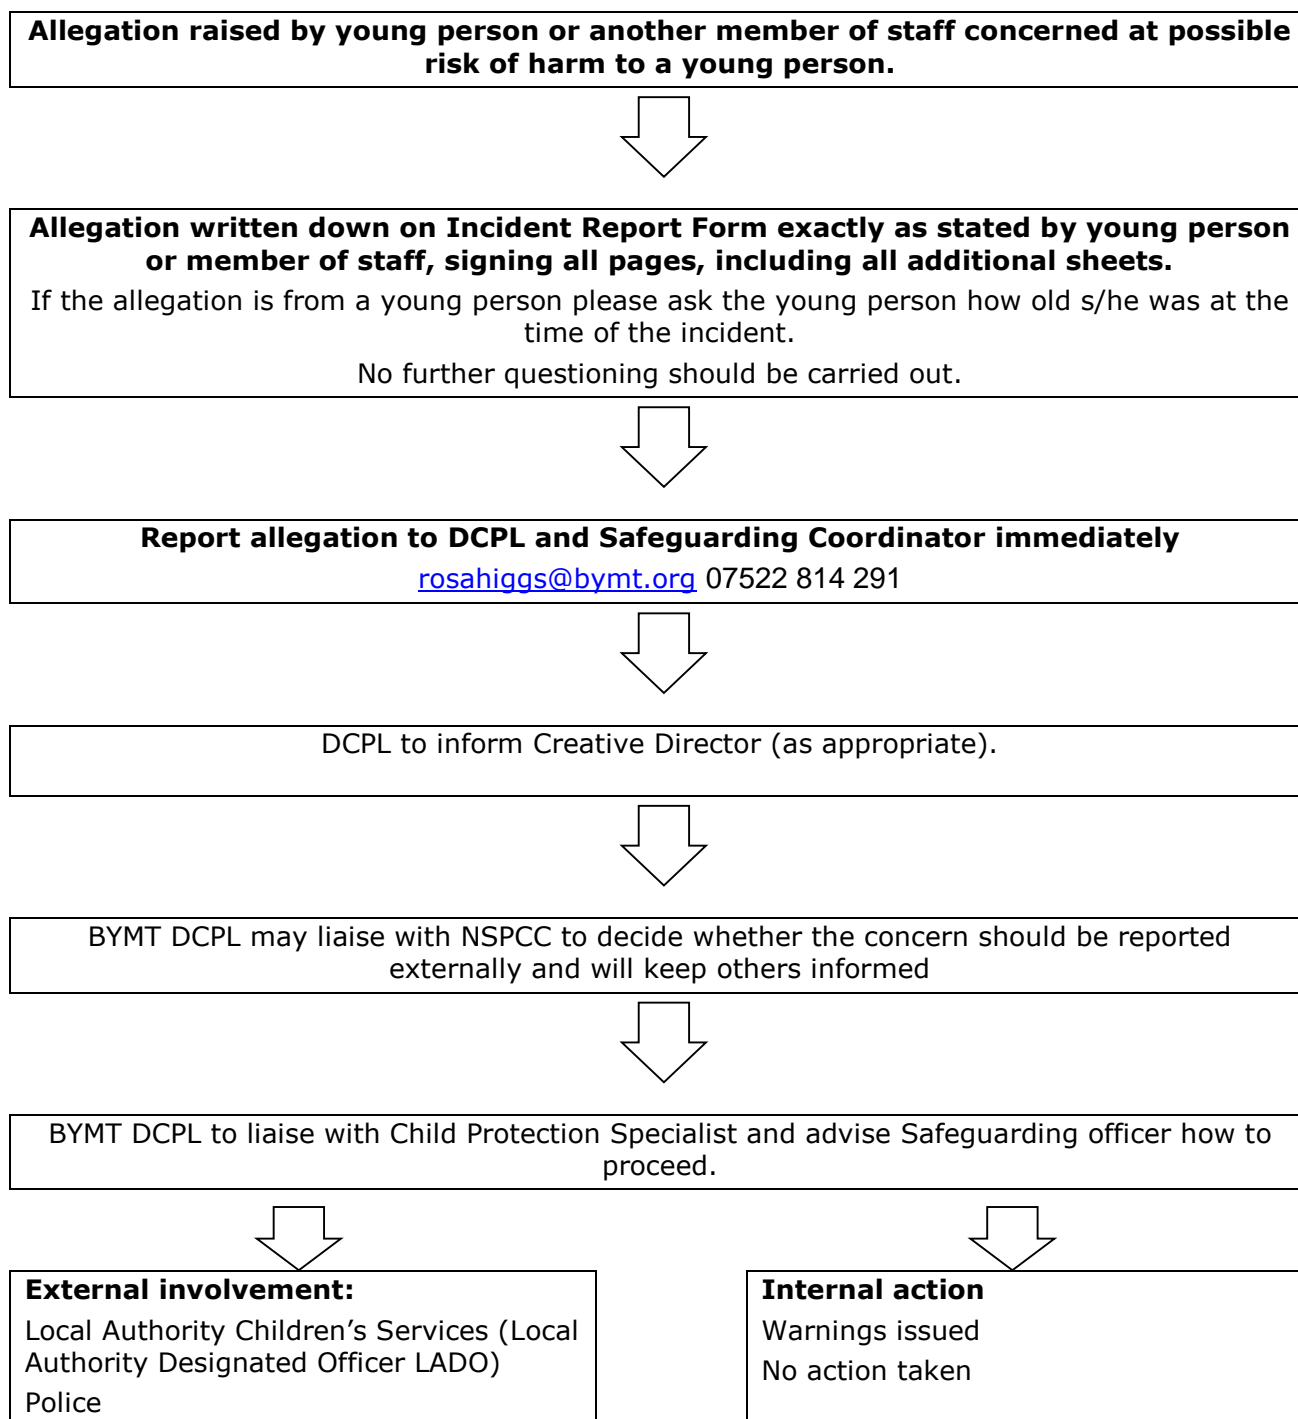 Allegation raised by young person or another member of staff concerned at possible
risk of harm to a young person.
Allegation written down on Incident Report Form exactly as stated by young person
or member of staff, signing all pages, including all additional sheets.
If the allegation is from a young person please ask the young person how old s/he was at the
time of the incident.
No further questioning should be carried out.
Report allegation to DCPL and Safeguarding Coordinator immediately
rosahiggs@bymt.org 07522 814 291
DCPL to inform Creative Director (as appropriate).
BYMT DCPL may liaise with NSPCC to decide whether the concern should be reported
externally and will keep others informed
BYMT DCPL to liaise with Child Protection Specialist and advise Safeguarding officer how to
proceed.
External involvement:
Local Authority Children's Services (Local
Authority Designated Officer LADO)
Police
Internal action
Warnings issued
No action taken